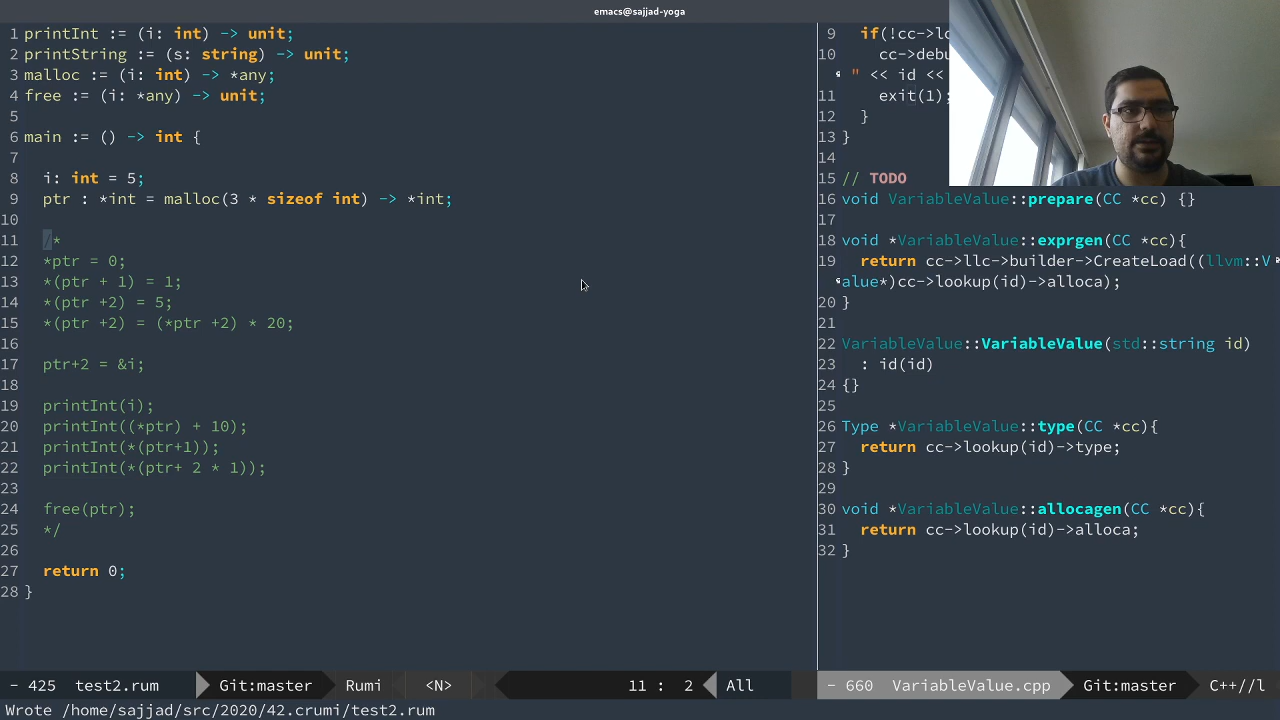 emacs@sajjad-yoga
1 printInt := (i: int) -> unit;
2 printString := (s: string) -> unit;
3 malloc := (i: int) -> *any;
4 free := (i: *any) -> unit;
5
6 main := () -> int {
7
8 i: int = 5;
9 ptr : *int = malloc(3 * sizeof int) -> *int;
10
11 /*
12 *ptr = 0;
13 *(ptr + 1) = 1;
14 *(ptr +2) = 5;
15 *(ptr +2) = (*ptr +2) * 20;
16
17 ptr+2 = &i;
18
19 printInt(i);
20 printInt((*ptr) + 10);
21 printInt(*(ptr+1));
22 printInt(*(ptr+ 2 * 1));
23
24 free(ptr);
25 */
26
27 return 0;
28 }
- 425 test2.rum Git:master Rumi <N> 11 : 2 All
9 if(!cc->lo
10 cc->debu
" << id <<
11 exit(1);
12 }
13 }
14
15 // TODO
16 void VariableValue::prepare(CC *cc) {}
17
18 void *VariableValue::exprgen(CC *cc){
19 return cc->llc->builder->CreateLoad((llvm::V
alue*)cc->lookup(id)->alloca);
20 }
21
22 VariableValue::VariableValue(std::string id)
23 : id(id)
24 {}
25
26 Type *VariableValue::type(CC *cc){
27 return cc->lookup(id)->type;
28 }
29
30 void *VariableValue::allocagen(CC *cc){
31 return cc->lookup(id)->alloca;
32 }
- 660 VariableValue.cpp Git:master C++//l
Wrote /home/sajjad/src/2020/42.crumi/test2.rum